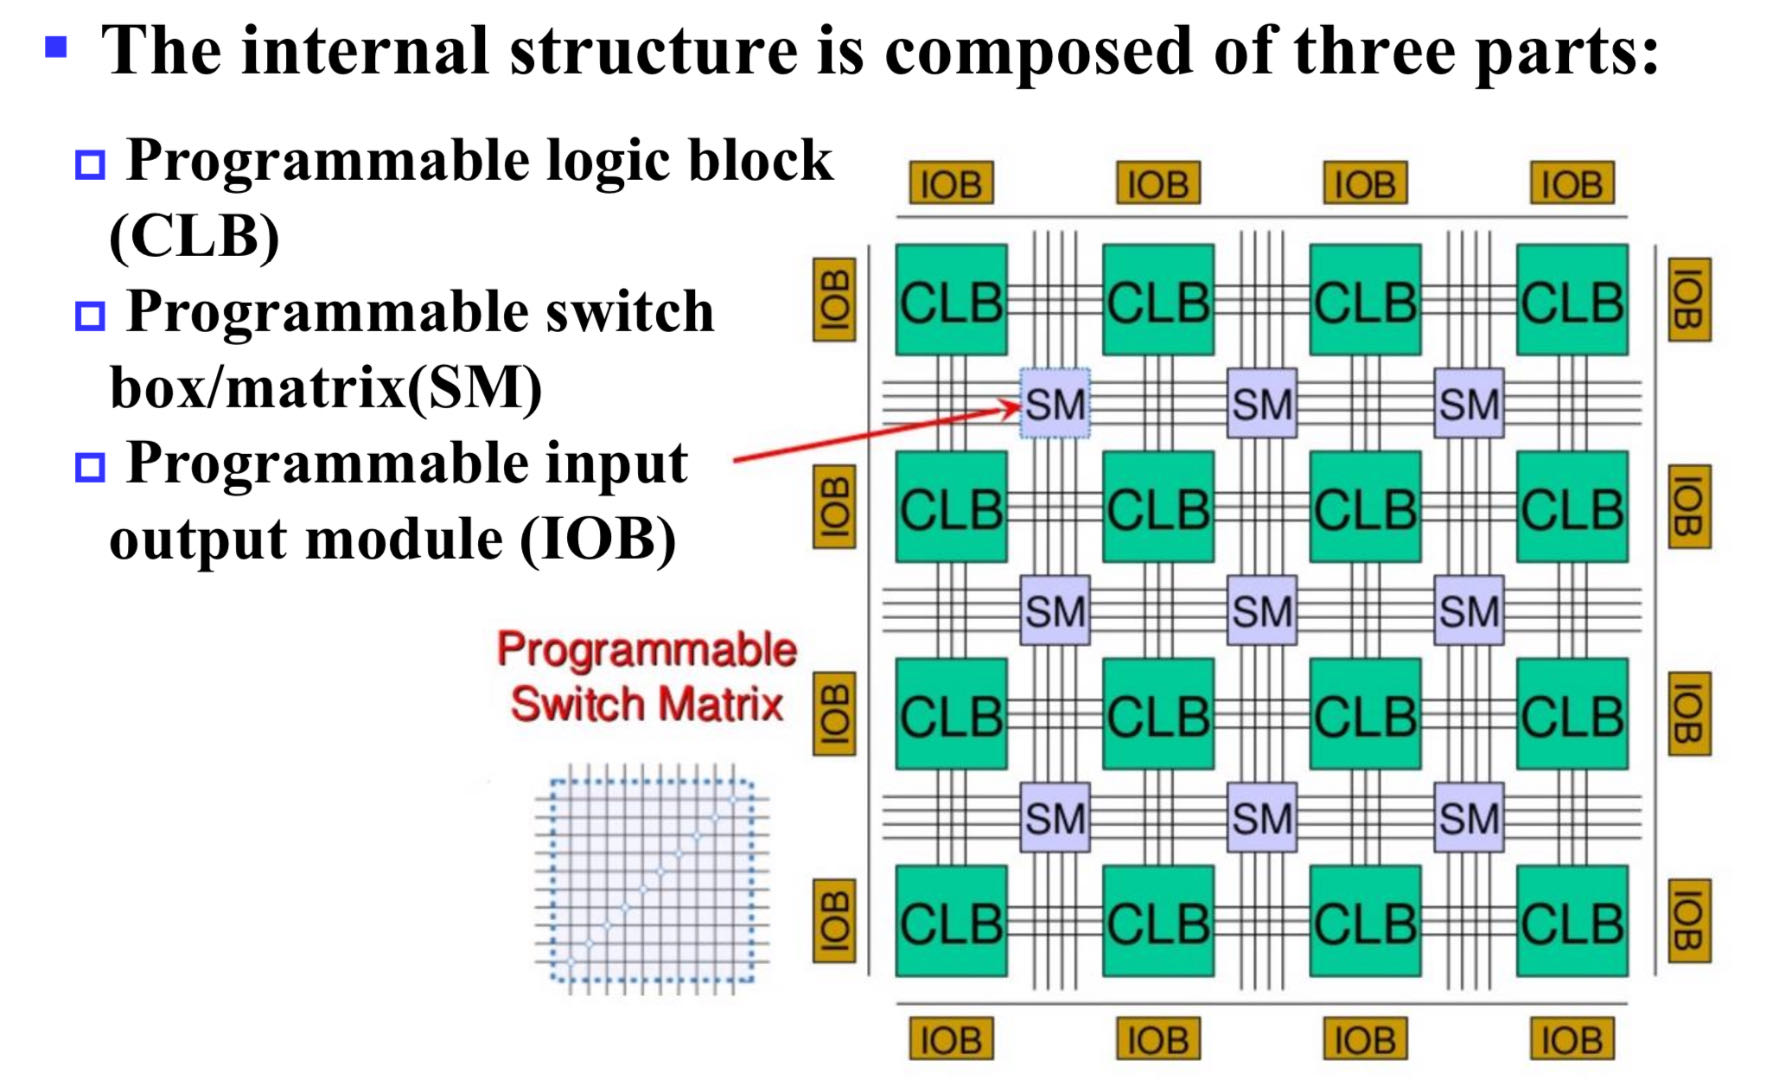 The internal structure is composed of three parts:
Programmable logic block
(CLB)
Programmable switch
box/matrix(SM)
Programmable input
output module (IOB)
Programmable
Switch Matrix
IOB IOB IOB IOB
IOB CLB CLB CLB CLB IOB
SM SM SM
IOB CLB CLB CLB CLB IOB
SM SM SM
IOB CLB CLB CLB CLB IOB
SM SM SM
IOB CLB CLB CLB CLB IOB
IOB IOB IOB IOB